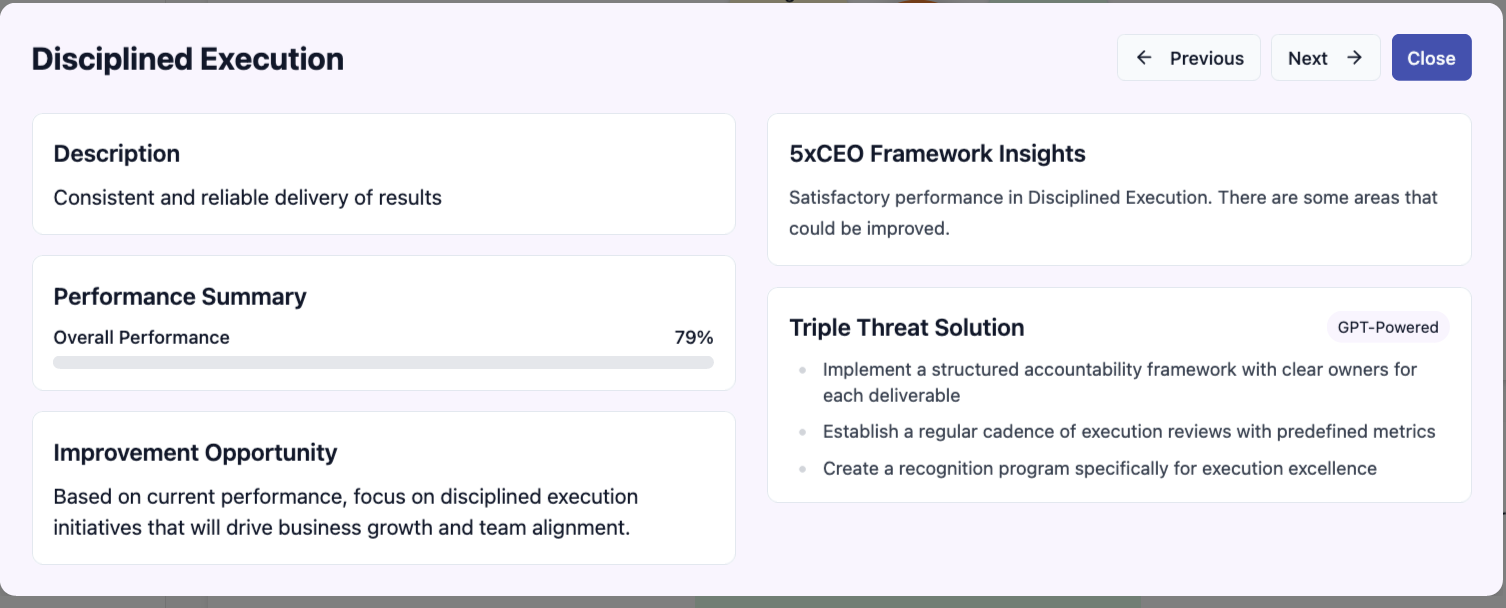 Disciplined Execution
Previous
Next
Close
Description
Consistent and reliable delivery of results
Performance Summary
Overall Performance
79%
Improvement Opportunity
Based on current performance, focus on disciplined execution
initiatives that will drive business growth and team alignment.
5xCEO Framework Insights
Satisfactory performance in Disciplined Execution. There are some areas that
could be improved.
Triple Threat Solution
GPT-Powered
Implement a structured accountability framework with clear owners for
each deliverable
Establish a regular cadence of execution reviews with predefined metrics
Create a recognition program specifically for execution excellence